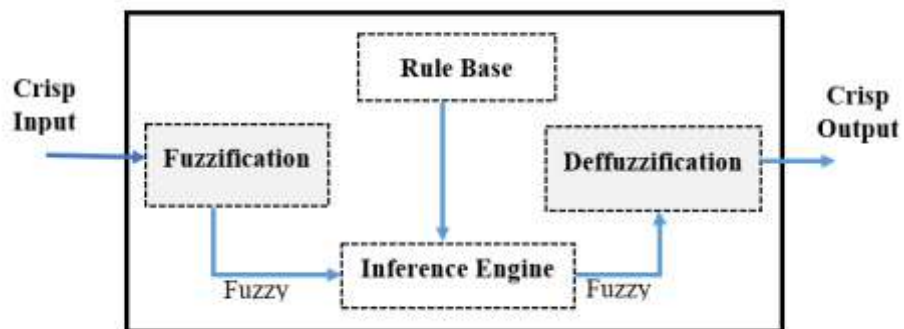 Crisp
Input
Fuzzification
Rule Base
Inference Engine
Fuzzy
Fuzzy
Deffuzzification
Crisp
Output